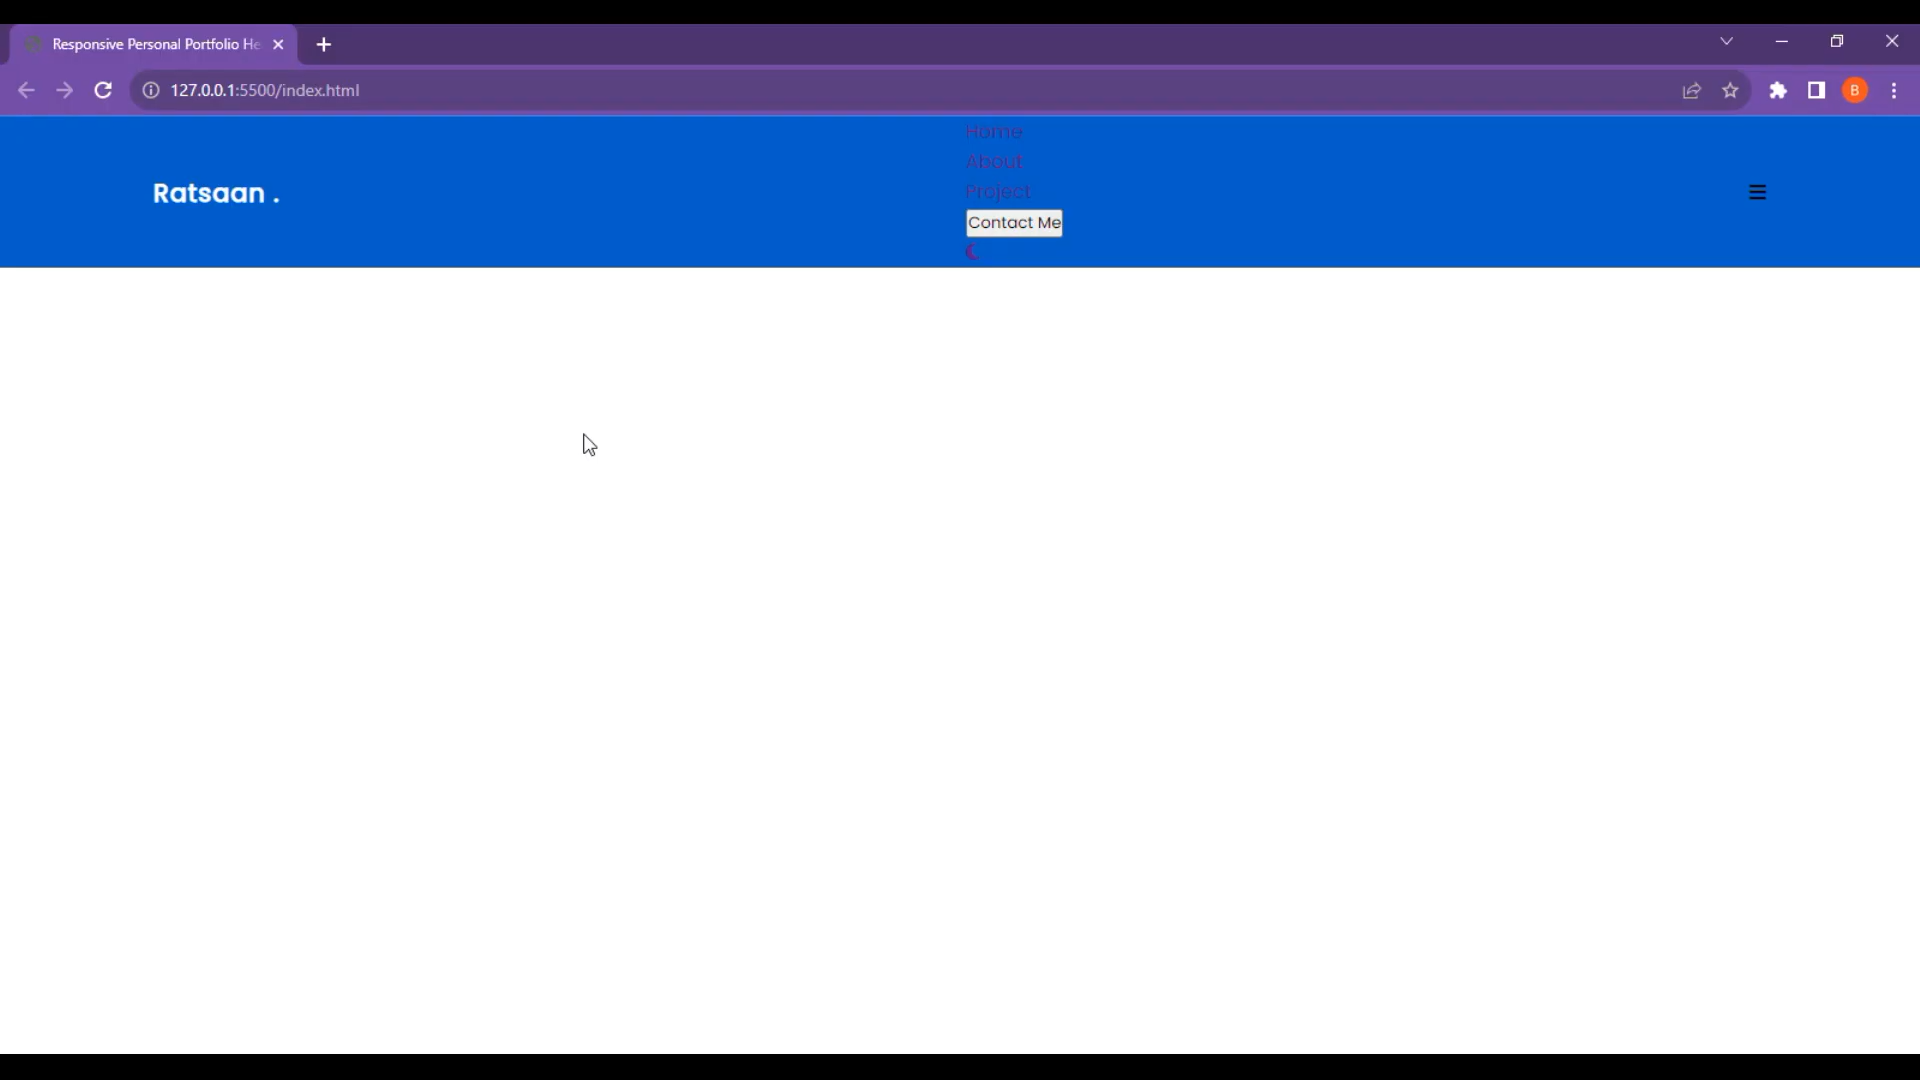 Responsive Personal Portfolio He
127.0.0.1:5500/index.html
B
Home
About
Ratsaan .
Project
Contact Me